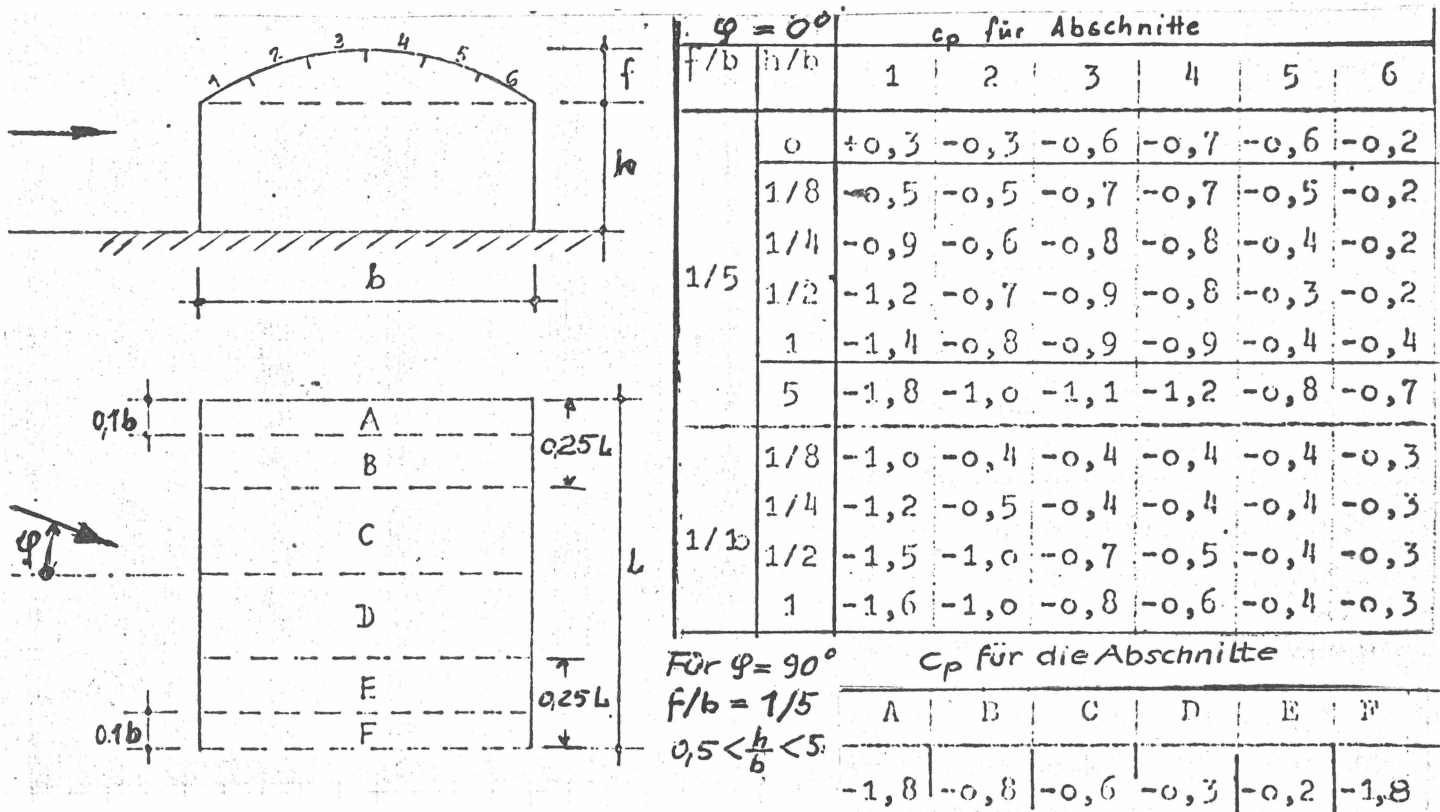 1 2 3 4 5 6
f
h
b
0,1b
A
0,25L
B
φ
C
L
D
E
0,25L
0.1b
F
φ = 0° cp für Abschnitte
f/b h/b 1 2 3 4 5 6
0 +0,3 -0,3 -0,6 -0,7 -0,6 -0,2
1/8 -0,5 -0,5 -0,7 -0,7 -0,5 -0,2
1/4 -0,9 -0,6 -0,8 -0,8 -0,4 -0,2
1/5 1/2 -1,2 -0,7 -0,9 -0,8 -0,3 -0,2
1 -1,4 -0,8 -0,9 -0,9 -0,4 -0,4
5 -1,8 -1,0 -1,1 -1,2 -0,8 -0,7
1/8 -1,0 -0,4 -0,4 -0,4 -0,4 -0,3
1/4 -1,2 -0,5 -0,4 -0,4 -0,4 -0,3
1/10 1/2 -1,5 -1,0 -0,7 -0,5 -0,4 -0,3
1 -1,6 -1,0 -0,8 -0,6 -0,4 -0,3
Für φ = 90° Cp für die Abschnitte
f/b = 1/5
0,5 < h/b < 5
A B C D E F
-1,8 -0,8 -0,6 -0,3 -0,2 -1,8